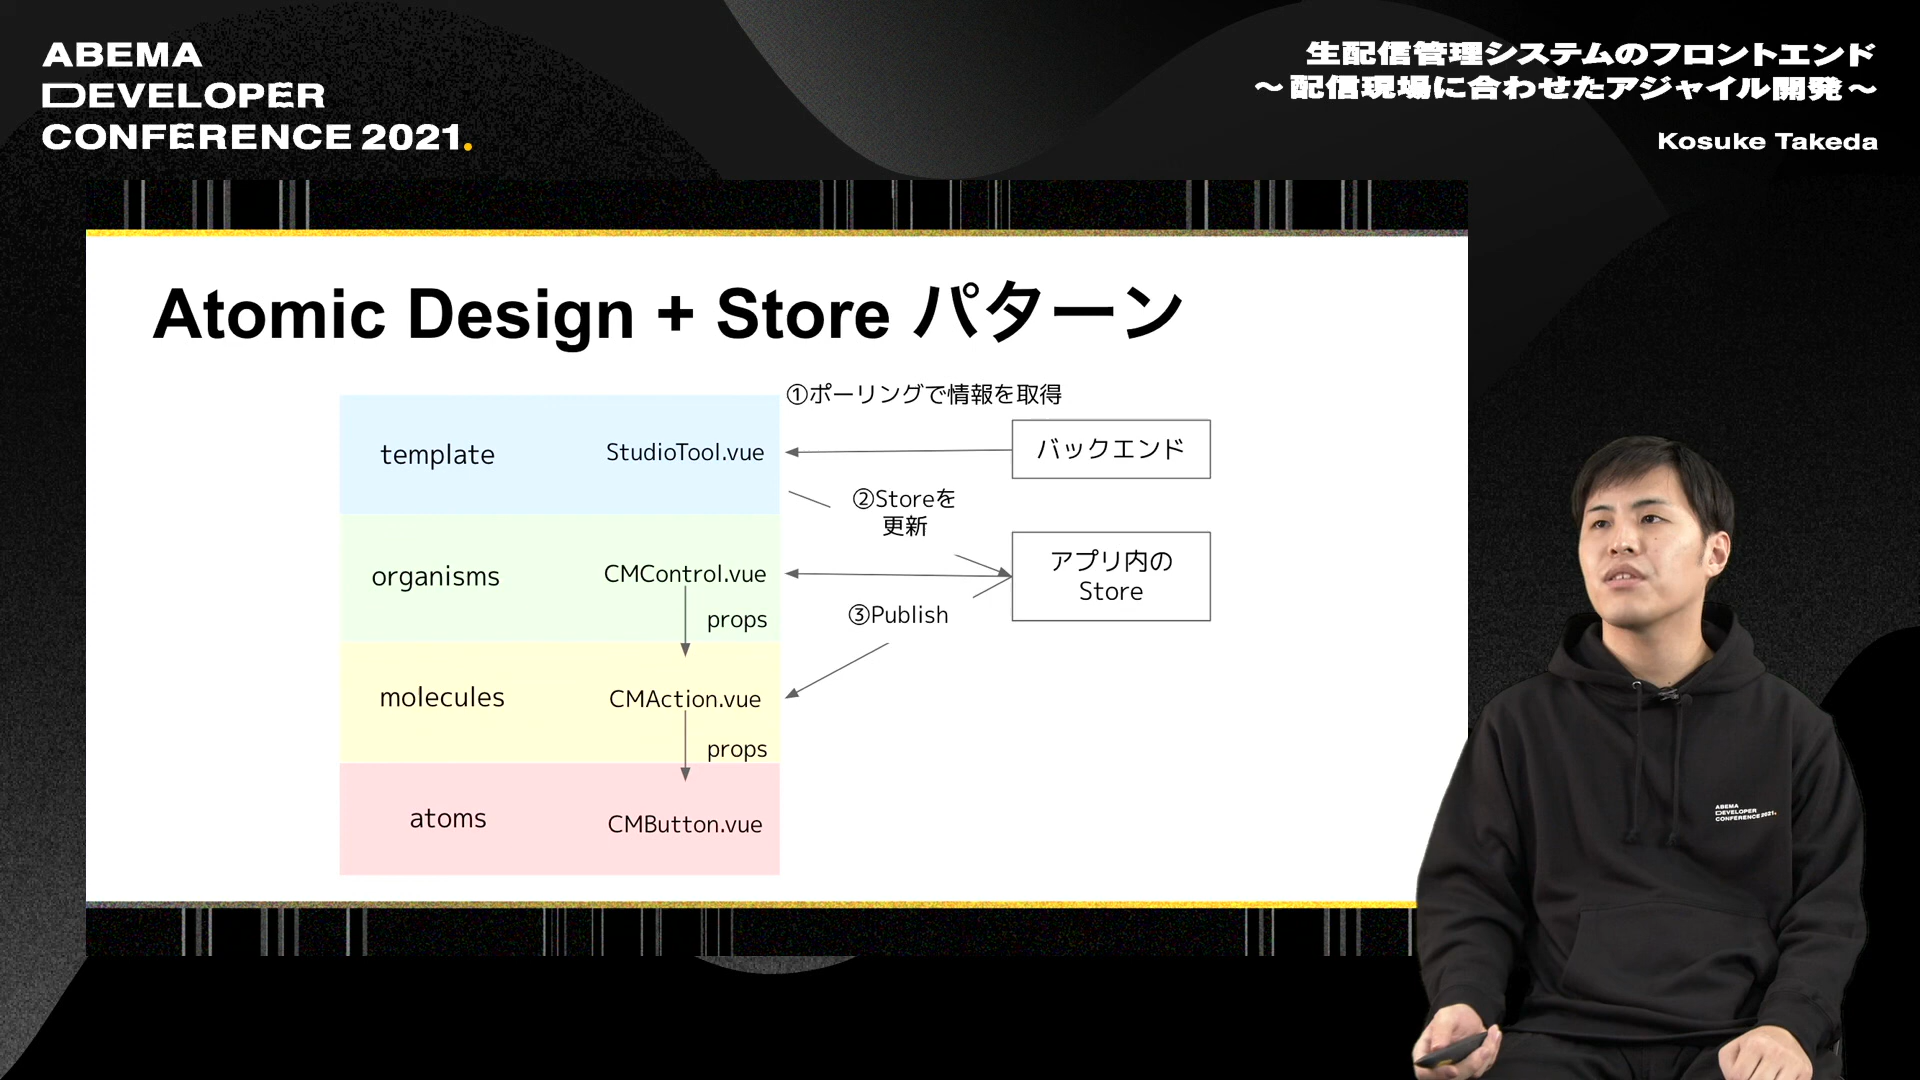 ABEMA
DEVELOPER
CONFERENCE 2021.
生配信管理システムのフロントエンド
～配信現場に合わせたアジャイル開発～
Kosuke Takeda
Atomic Design + Store パターン
①ポーリングで情報を取得
template
StudioTool.vue
バックエンド
②Storeを
更新
organisms
CMControl.vue
アプリ内の
Store
props
③Publish
molecules
CMAction.vue
props
atoms
CMButton.vue
ABEMA
DEVELOPER
CONFERENCE 2021.